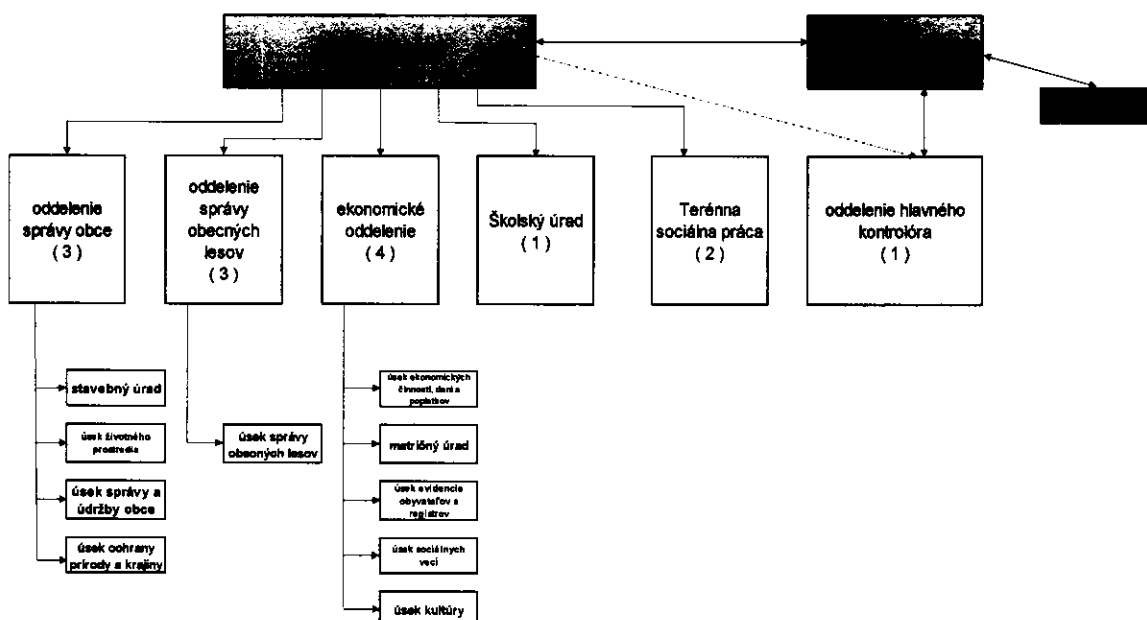 oddelenie
správy obce
( 3 )
oddelenie
správy
obecných
lesov
( 3 )
ekonomické
oddelenie
( 4 )
Školský úrad
( 1 )
Terénna
sociálna práca
( 2 )
oddelenie hlavného
kontrolóra
( 1 )
stavebný úrad
úsek životného
prostredia
úsek správy a
údržby obce
úsek ochrany
prírody a krajiny
úsek správy
obecných lesov
úsek ekonomických
činností, daní a
poplatkov
matričný úrad
úsek evidencie
obyvateľov a
registrov
úsek sociálnych
vecí
úsek kultúry